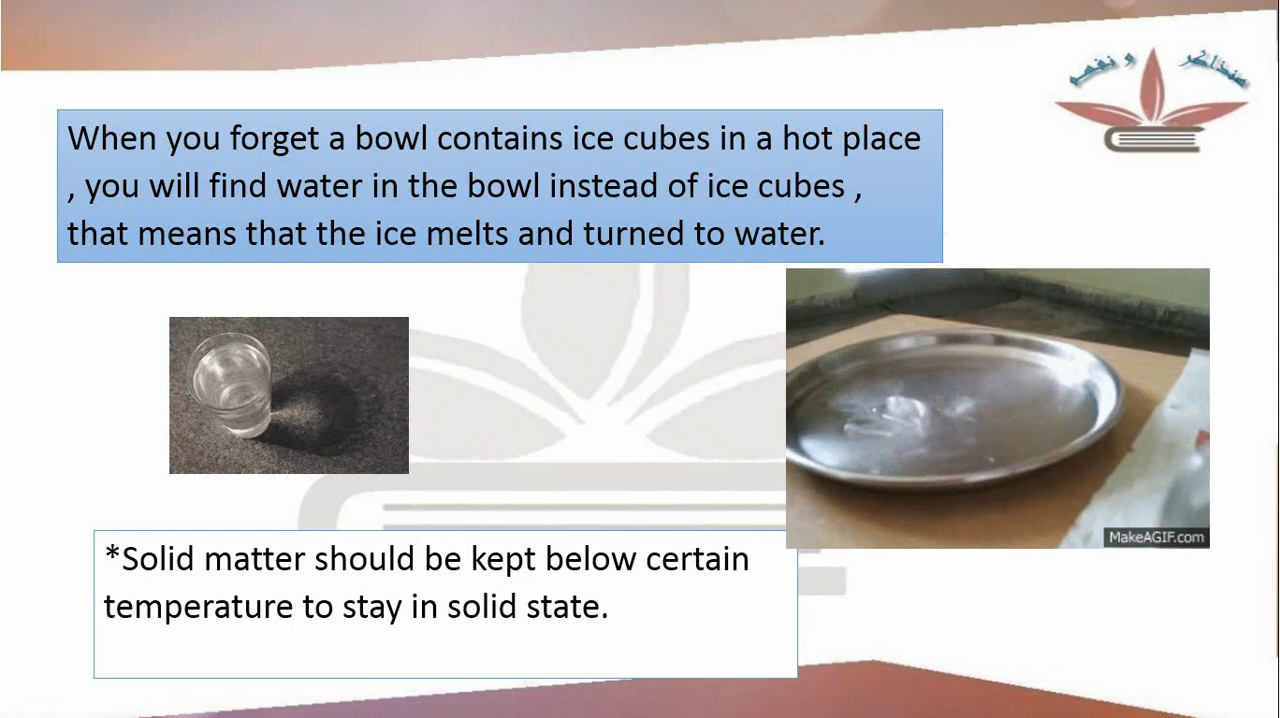 منذاكر و نفهم
When you forget a bowl contains ice cubes in a hot place
, you will find water in the bowl instead of ice cubes ,
that means that the ice melts and turned to water.
MakeAGIF.com
*Solid matter should be kept below certain
temperature to stay in solid state.